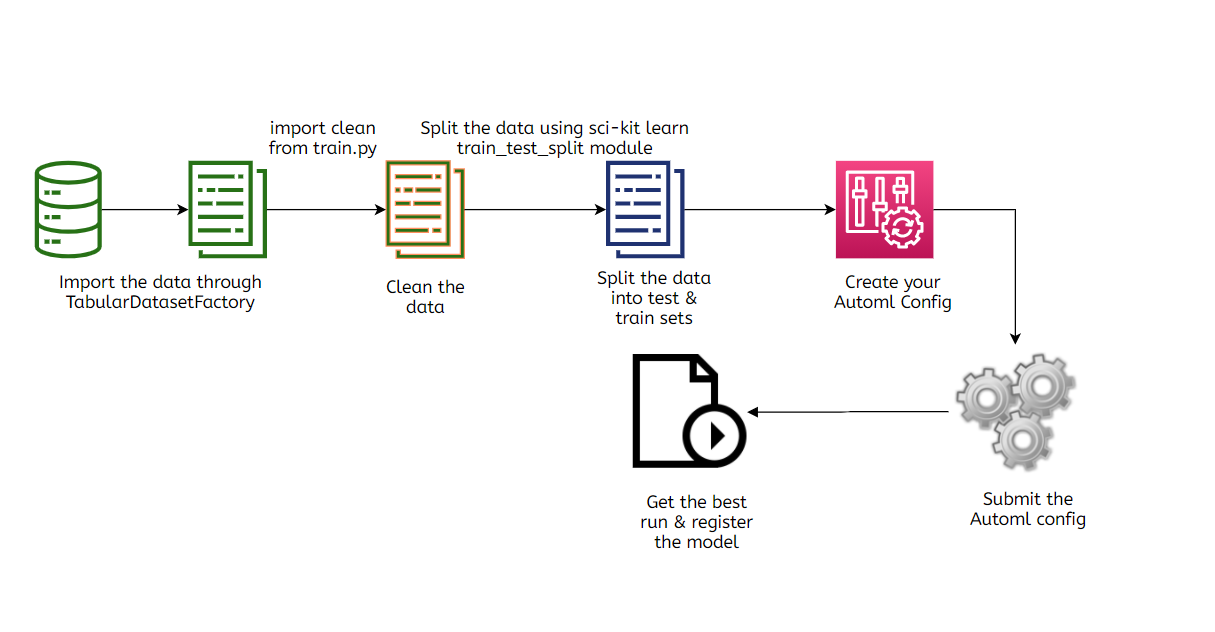 import clean
from train.py
Split the data using sci-kit learn
train_test_split module
Import the data through
TabularDatasetFactory
Clean the
data
Split the data
into test &
train sets
Create your
Automl Config
Get the best
run & register
the model
Submit the
Automl config